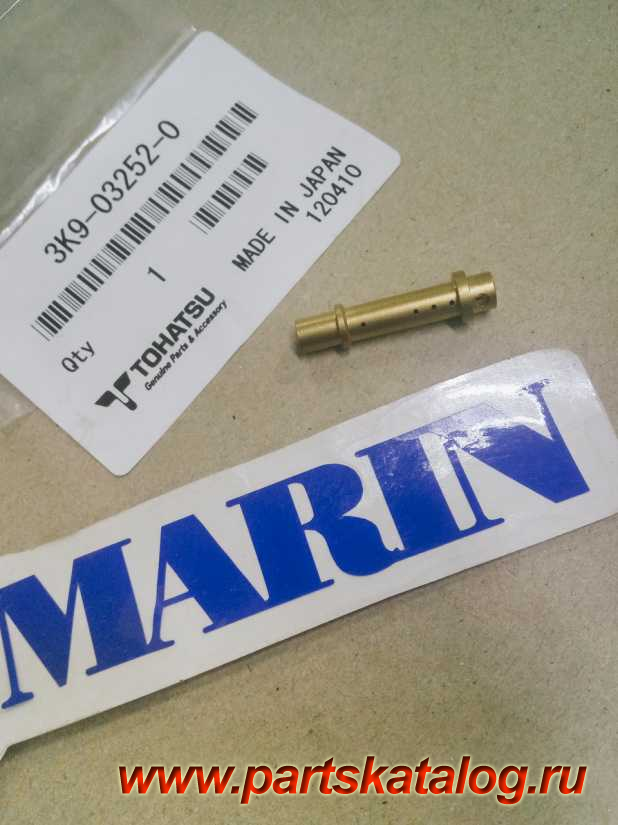 3K9-03252-0
Qty 1
MADE IN JAPAN
120410
TOHATSU
Genuine Parts & Accessory
MARIN
www.partskatalog.ru